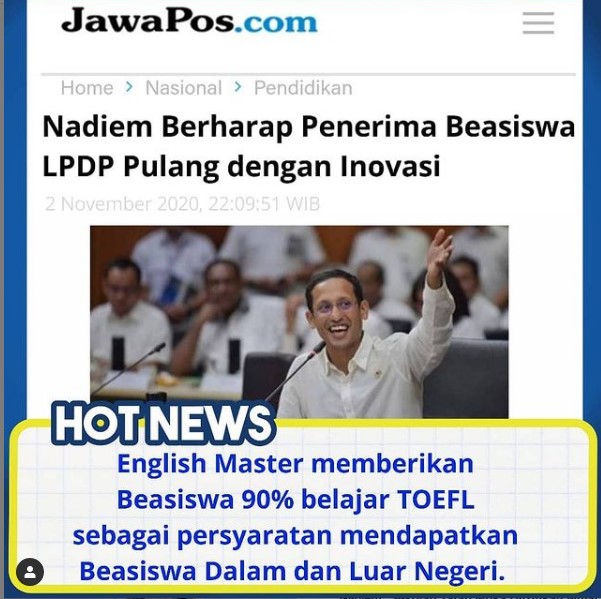 JawaPos.com
Home > Nasional > Pendidikan
Nadiem Berharap Penerima Beasiswa
LPDP Pulang dengan Inovasi
2 November 2020, 22:09:51 WIB
HOT NEWS
English Master memberikan
Beasiswa 90% belajar TOEFL
sebagai persyaratan mendapatkan
Beasiswa Dalam dan Luar Negeri.